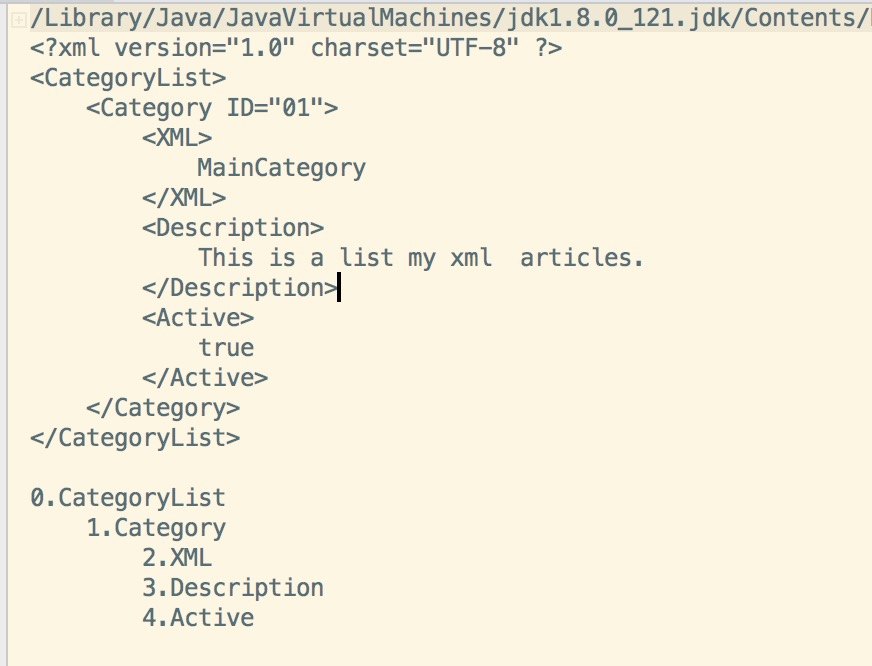 /Library/Java/JavaVirtualMachines/jdk1.8.0_121.jdk/Contents/
<?xml version="1.0" charset="UTF-8" ?>
<CategoryList>
    <Category ID="01">
        <XML>
            MainCategory
        </XML>
        <Description>
            This is a list my xml  articles.
        </Description>
        <Active>
            true
        </Active>
    </Category>
</CategoryList>

0.CategoryList
    1.Category
        2.XML
        3.Description
        4.Active